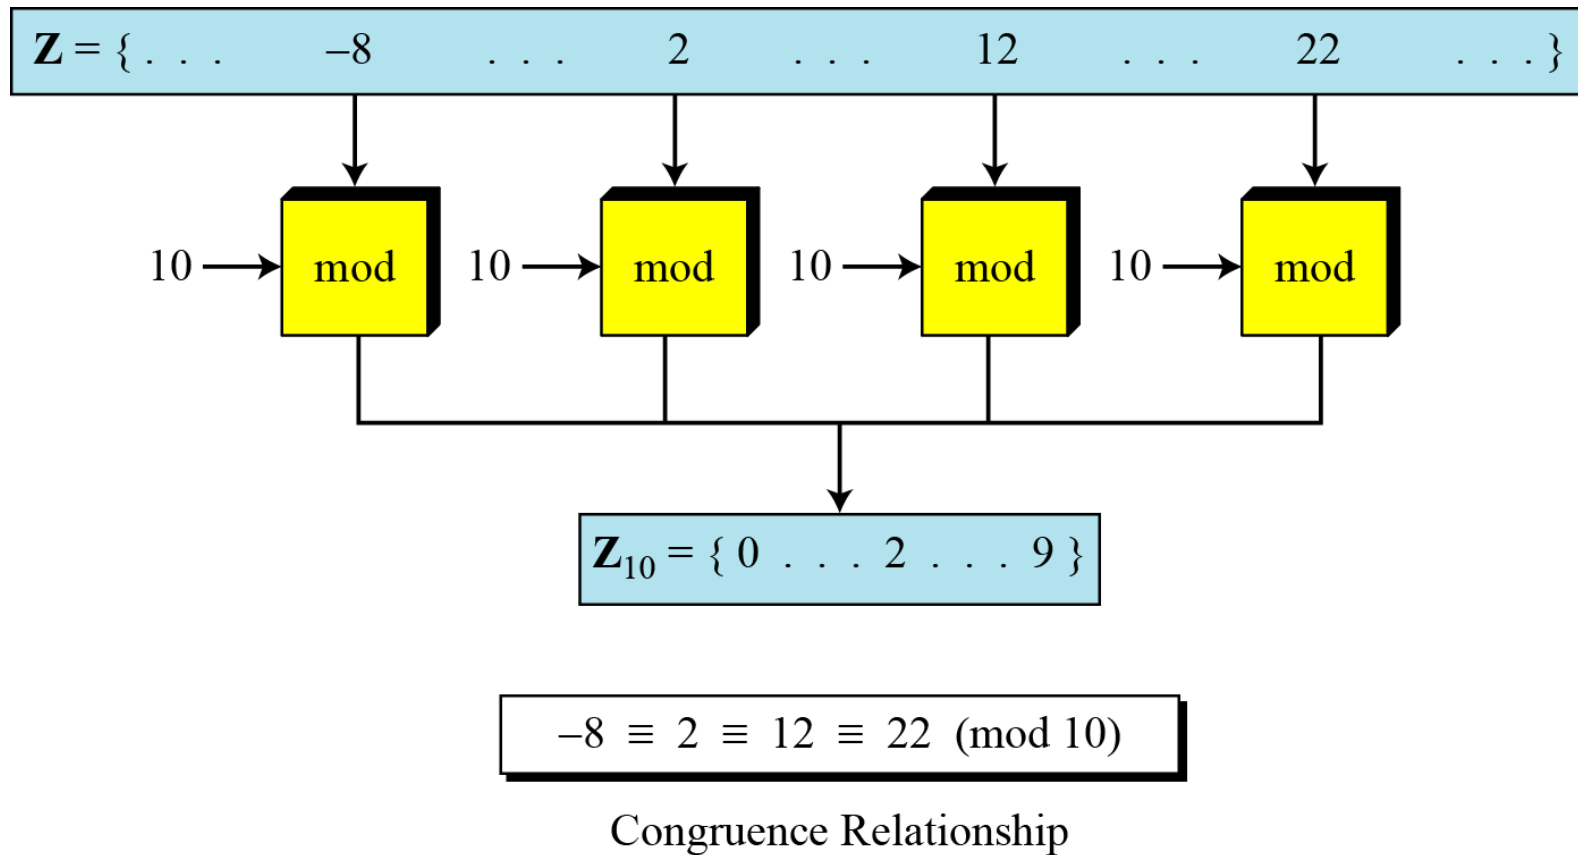 Z = { . . . –8 . . . 2 . . . 12 . . . 22 . . . }
10 mod 10 mod 10 mod 10 mod
Z₁₀ = { 0 . . . 2 . . . 9 }
–8 ≡ 2 ≡ 12 ≡ 22 (mod 10)
Congruence Relationship